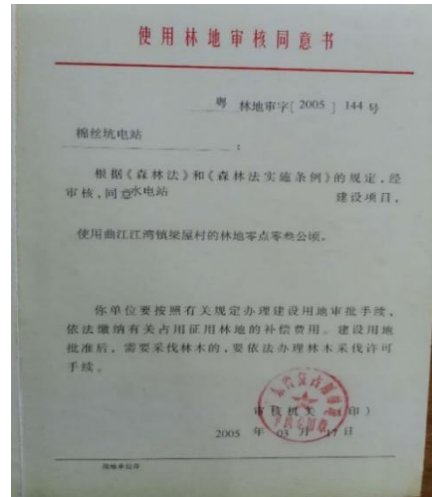 使用林地审核同意书
粤 林地审字[ 2005 ] 144 号
棉丝坑电站 ：
根据《森林法》和《森林法实施条例》的规定，经
审核，同意水电站 建设项目，
使用曲江江湾镇梁屋村的林地零点零叁公顷。
你单位要按照有关规定办理建设用地审批手续，
依法缴纳有关占用征用林地的补偿费用。建设用地
批准后，需要采伐林木的，要依法办理林木采伐许可
手续。
审核机关（印）
2005 年 03 月 17 日